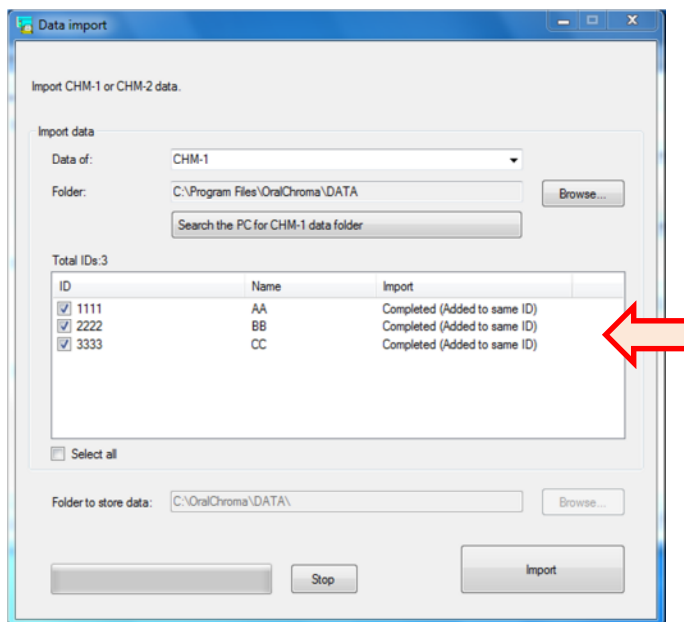 Data import
Import CHM-1 or CHM-2 data.
Import data
Data of: CHM-1
Folder: C:\Program Files\OralChroma\DATA Browse...
Search the PC for CHM-1 data folder
Total IDs:3
ID Name Import
1111 AA Completed (Added to same ID)
2222 BB Completed (Added to same ID)
3333 CC Completed (Added to same ID)
Select all
Folder to store data: C:\OralChroma\DATA\ Browse...
Stop Import